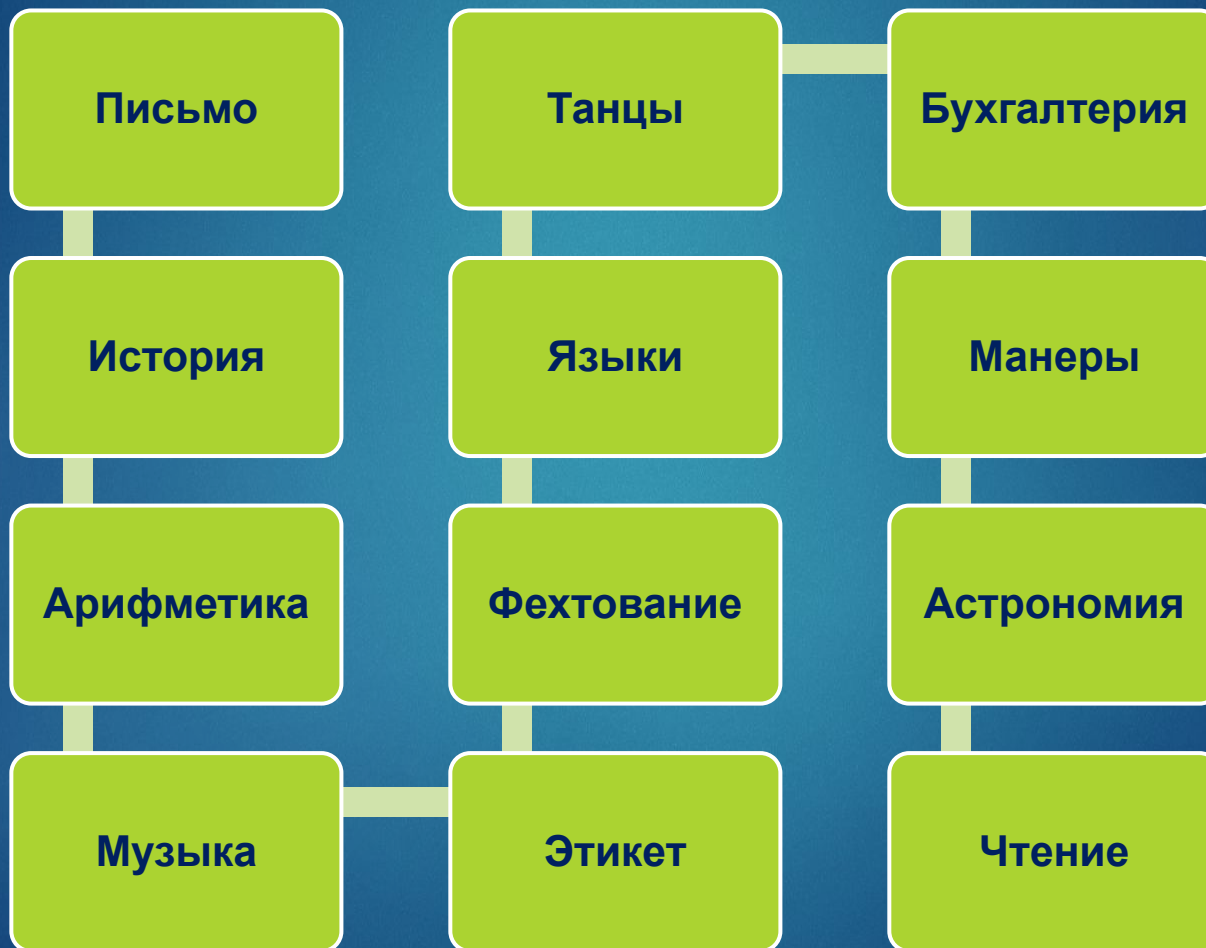 Письмо
История
Арифметика
Музыка
Этикет
Фехтование
Языки
Танцы
Бухгалтерия
Манеры
Астрономия
Чтение